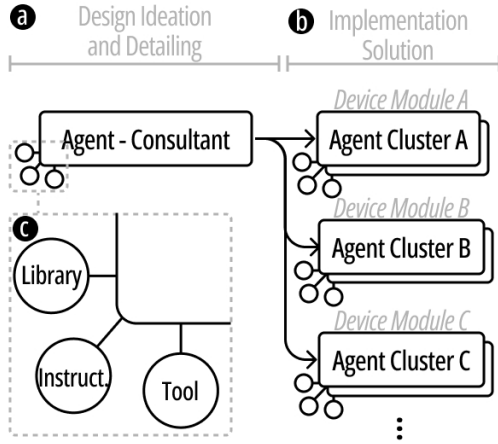 a
Design Ideation
and Detailing
b
Implementation
Solution
Device Module A
Agent - Consultant
Agent Cluster A
Device Module B
Agent Cluster B
c
Library
Instruct.
Tool
Device Module C
Agent Cluster C